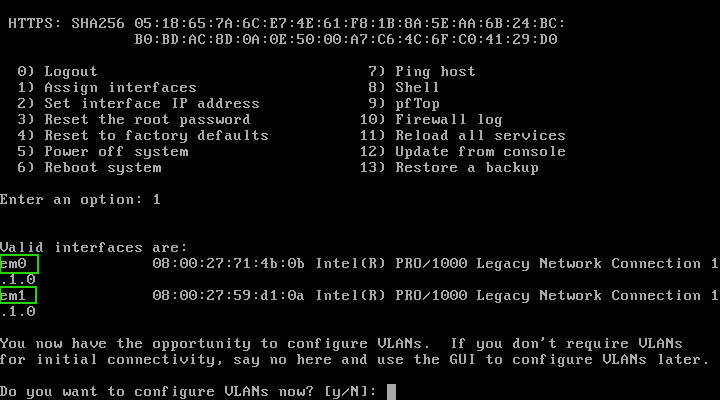 HTTPS: SHA256 05:18:65:7A:6C:E7:4E:61:F8:1B:8A:5E:AA:6B:24:BC:
B0:BD:AC:8D:0A:0E:50:00:A7:C6:4C:6F:C0:41:29:D0
0) Logout 7) Ping host
1) Assign interfaces 8) Shell
2) Set interface IP address 9) pfTop
3) Reset the root password 10) Firewall log
4) Reset to factory defaults 11) Reload all services
5) Power off system 12) Update from console
6) Reboot system 13) Restore a backup
Enter an option: 1
Valid interfaces are:
em0 08:00:27:71:4b:0b Intel(R) PRO/1000 Legacy Network Connection 1
.1.0
em1 08:00:27:59:d1:0a Intel(R) PRO/1000 Legacy Network Connection 1
.1.0
You now have the opportunity to configure VLANs.  If you don't require VLANs
for initial connectivity, say no here and use the GUI to configure VLANs later.
Do you want to configure VLANs now? [y/N]: